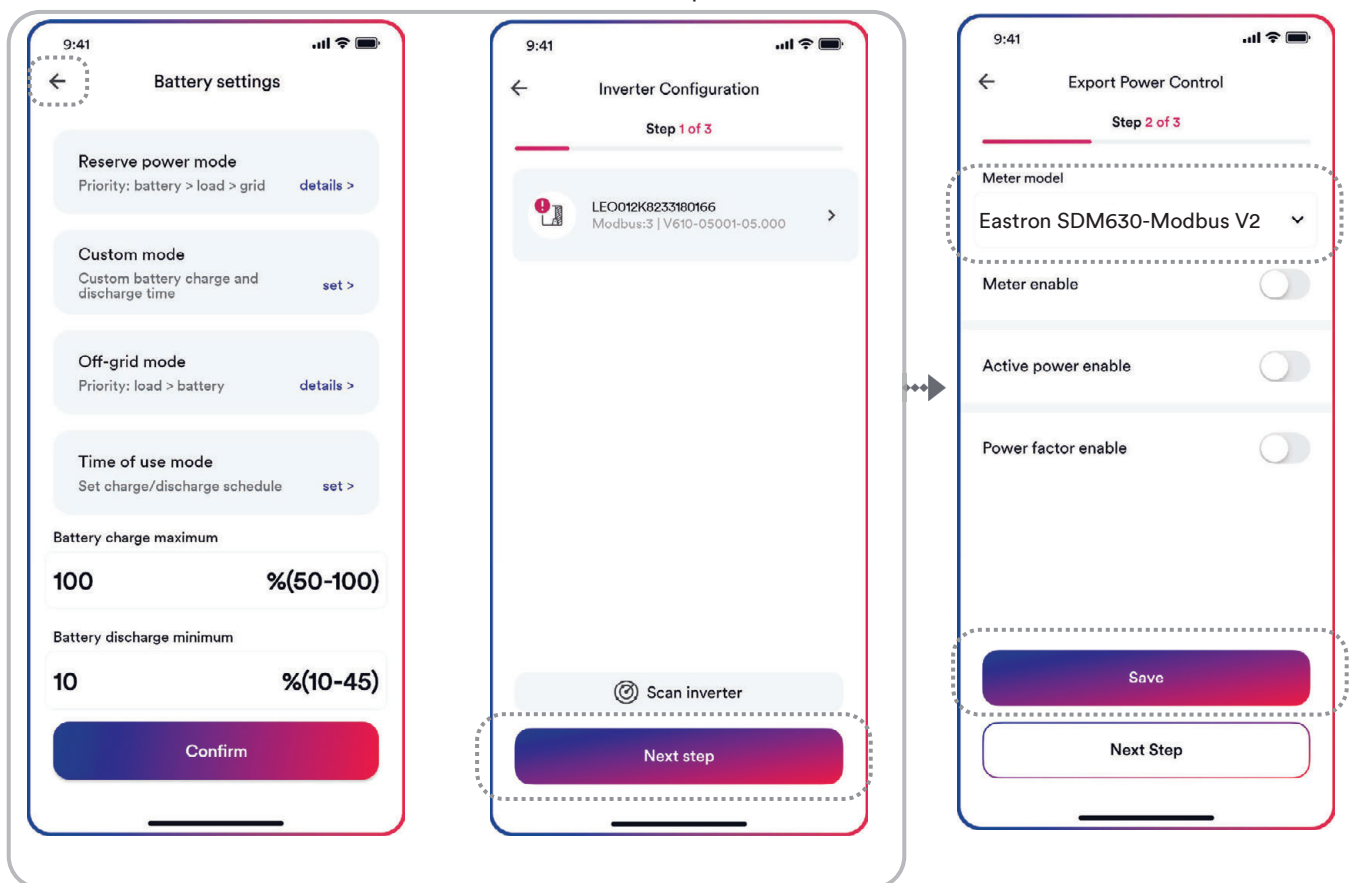 9:41
Battery settings
Reserve power mode
Priority: battery > load > grid details >
Custom mode
Custom battery charge and
discharge time
set >
Off-grid mode
Priority: load > battery details >
Time of use mode
Set charge/discharge schedule set >
Battery charge maximum
100 %(50-100)
Battery discharge minimum
10 %(10-45)
Confirm
9:41
Inverter Configuration
Step 1 of 3
LEO012K8233180166
Modbus:3 | V610-05001-05.000
Scan inverter
Next step
9:41
Export Power Control
Step 2 of 3
Meter model
Eastron SDM630-Modbus V2
Meter enable
Active power enable
Power factor enable
Save
Next Step